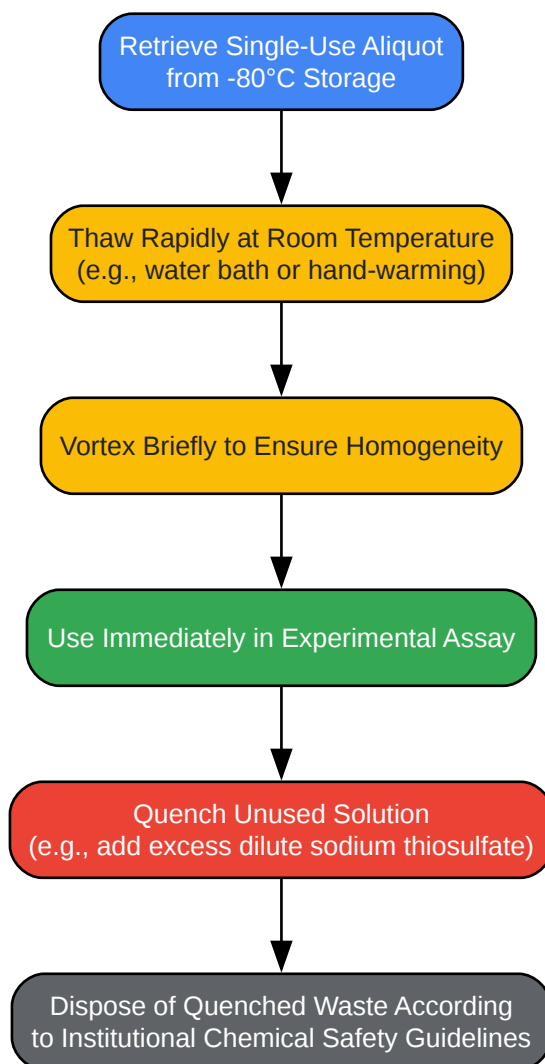 Retrieve Single-Use Aliquot
from -80°C Storage
Thaw Rapidly at Room Temperature
(e.g., water bath or hand-warming)
Vortex Briefly to Ensure Homogeneity
Use Immediately in Experimental Assay
Quench Unused Solution
(e.g., add excess dilute sodium thiosulfate)
Dispose of Quenched Waste According
to Institutional Chemical Safety Guidelines